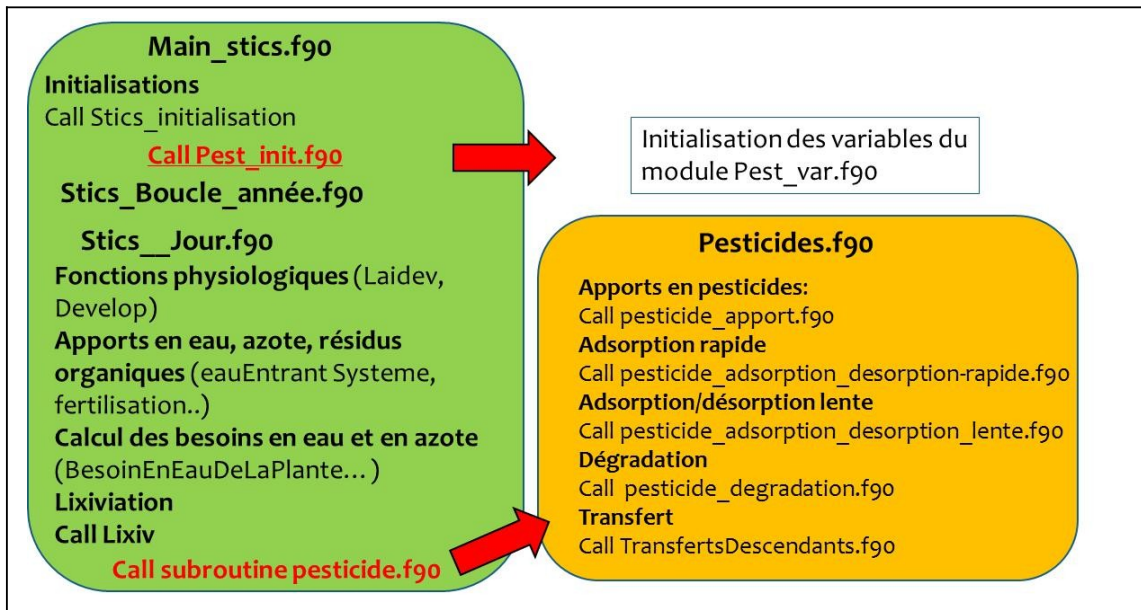 Main_stics.f90
Initialisations
Call Stics_initialisation
Call Pest_init.f90
Stics_Boucle_année.f90
Stics__Jour.f90
Fonctions physiologiques (Laidev,
Develop)
Apports en eau, azote, résidus
organiques (eauEntrant Systeme,
fertilisation..)
Calcul des besoins en eau et en azote
(BesoinEnEauDeLaPlante... )
Lixiviation
Call Lixiv
Call subroutine pesticide.f90
Initialisation des variables du
module Pest_var.f90
Pesticides.f90
Apports en pesticides:
Call pesticide_apport.f90
Adsorption rapide
Call pesticide_adsorption_desorption-rapide.f90
Adsorption/désorption lente
Call pesticide_adsorption_desorption_lente.f90
Dégradation
Call pesticide_degradation.f90
Transfert
Call TransfertsDescendants.f90